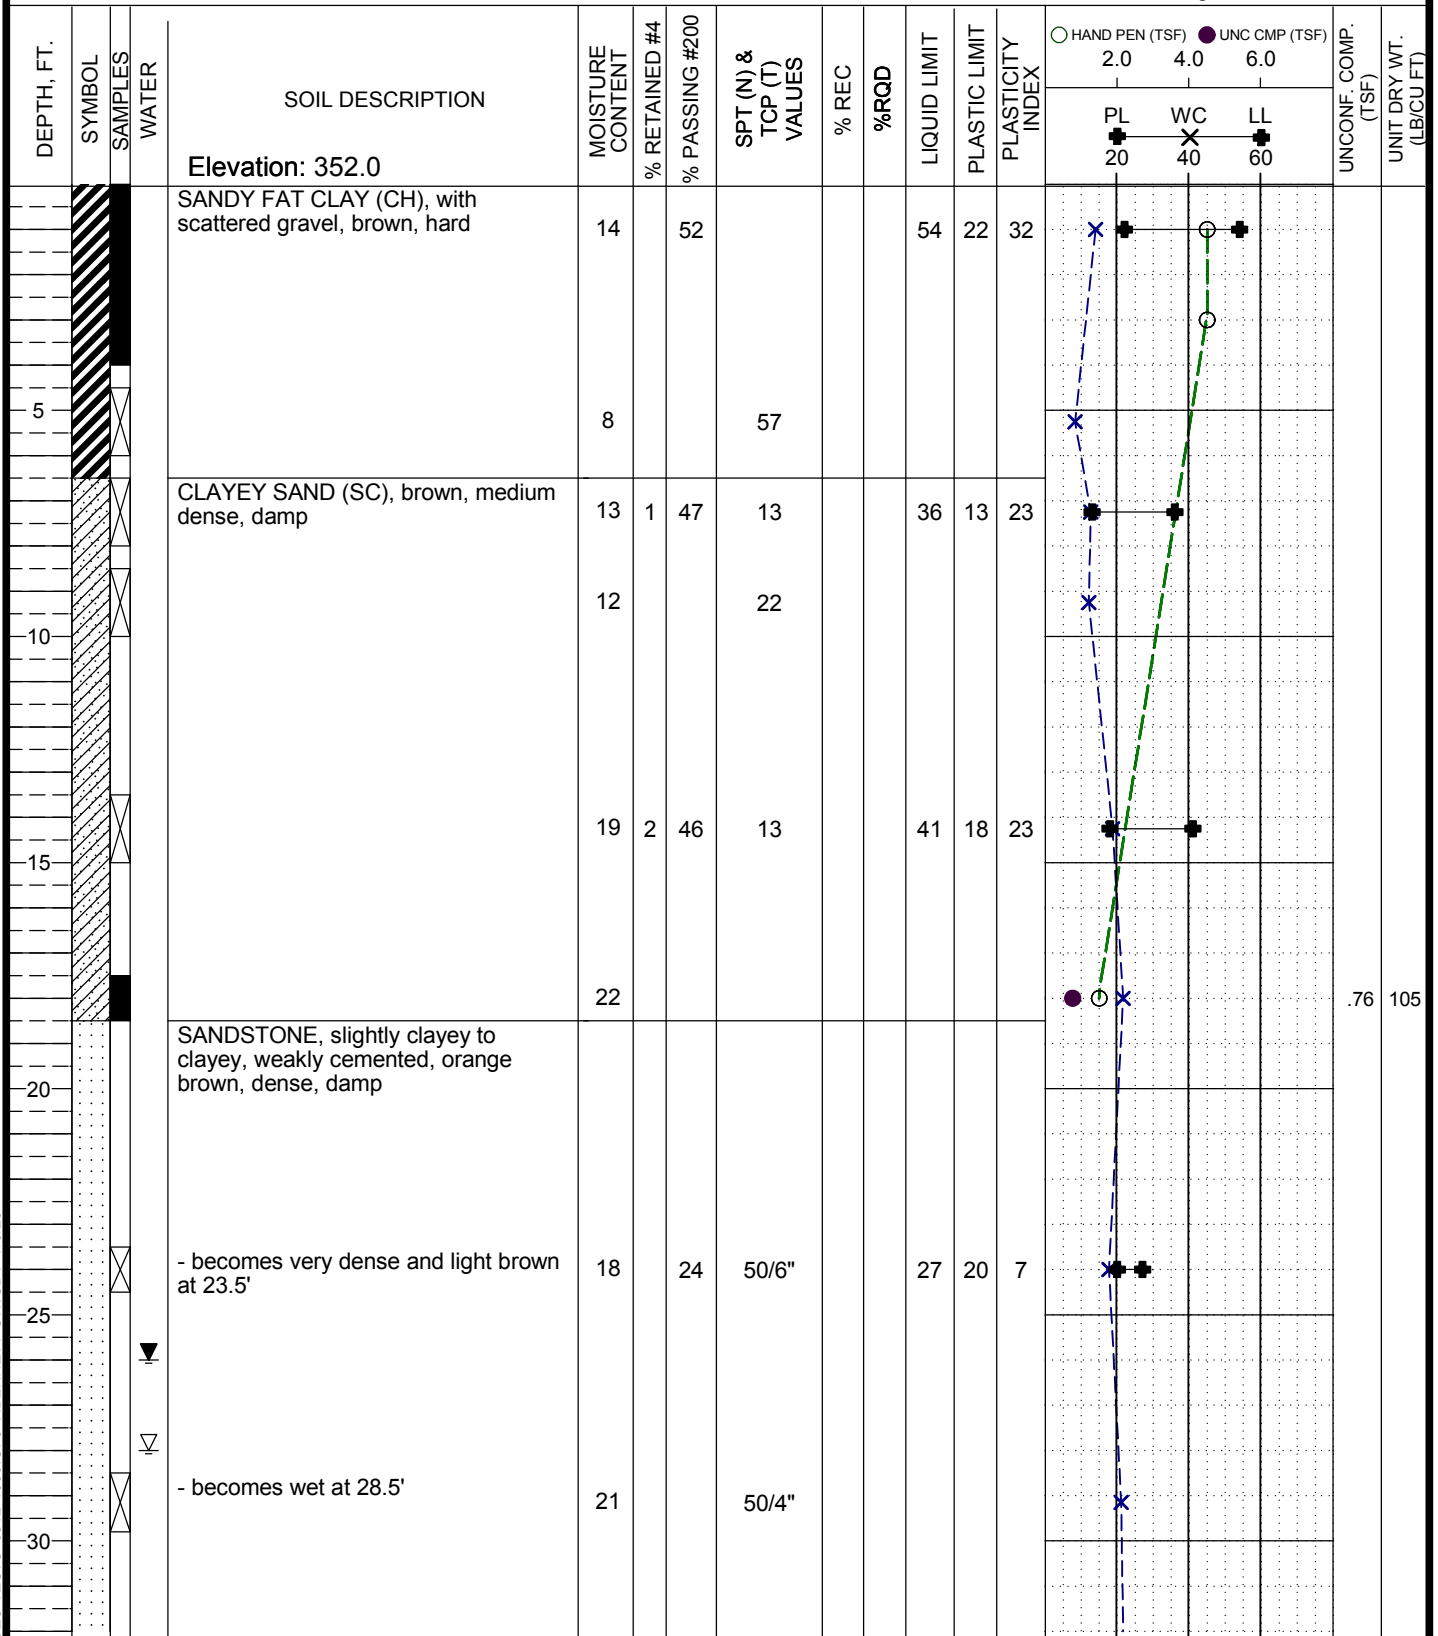 DEPTH, FT.
SYMBOL
SAMPLES
WATER
SOIL DESCRIPTION
Elevation: 352.0
MOISTURE
CONTENT
% RETAINED #4
% PASSING #200
SPT (N) &
TCP (T)
VALUES
% REC
%RQD
LIQUID LIMIT
PLASTIC LIMIT
PLASTICITY
INDEX
HAND PEN (TSF) UNC CMP (TSF)
2.0 4.0 6.0
PL WC LL
20 40 60
UNCONF. COMP.
(TSF)
UNIT DRY WT.
(LB/CU FT)
SANDY FAT CLAY (CH), with
scattered gravel, brown, hard
14 52 54 22 32
5
8 57
CLAYEY SAND (SC), brown, medium
dense, damp
13 1 47 13 36 13 23
12 22
10
19 2 46 13 41 18 23
15
22 .76 105
SANDSTONE, slightly clayey to
clayey, weakly cemented, orange
brown, dense, damp
20
- becomes very dense and light brown
at 23.5'
18 24 50/6" 27 20 7
25
- becomes wet at 28.5'
21 50/4"
30